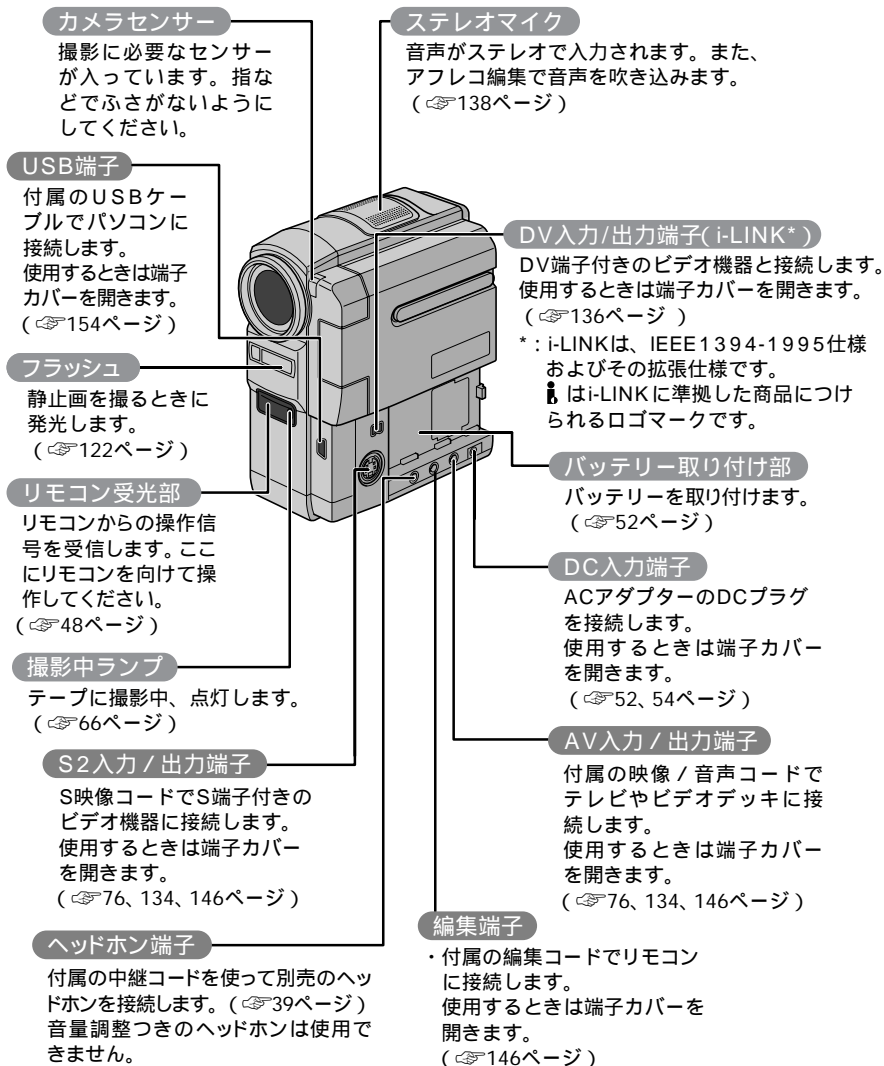 カメラセンサー
撮影に必要なセンサー
が入っています。指な
どでふさがないように
してください。
ステレオマイク
音声がステレオで入力されます。また、
アフレコ編集で音声を吹き込みます。
(☞138ページ)
USB端子
付属のUSBケー
ブルでパソコンに
接続します。
使用するときは端子
カバーを開きます。
(☞154ページ)
DV入力/出力端子(i-LINK*)
DV端子付きのビデオ機器と接続します。
使用するときは端子カバーを開きます。
(☞136ページ )
*:i-LINKは、IEEE1394-1995仕様
およびその拡張仕様です。
はi-LINKに準拠した商品につけ
られるロゴマークです。
フラッシュ
静止画を撮るときに
発光します。
(☞122ページ)
リモコン受光部
リモコンからの操作信
号を受信します。ここ
にリモコンを向けて操
作してください。
(☞48ページ)
バッテリー取り付け部
バッテリーを取り付けます。
(☞52ページ)
DC入力端子
ACアダプターのDCプラグ
を接続します。
使用するときは端子カバー
を開きます。
(☞52、54ページ)
撮影中ランプ
テープに撮影中、点灯します。
(☞66ページ)
S2入力/出力端子
S映像コードでS端子付きの
ビデオ機器に接続します。
使用するときは端子カバー
を開きます。
(☞76、134、146ページ)
AV入力/出力端子
付属の映像/音声コードで
テレビやビデオデッキに接
続します。
使用するときは端子カバー
を開きます。
(☞76、134、146ページ)
ヘッドホン端子
付属の中継コードを使って別売のヘッ
ドホンを接続します。(☞39ページ)
音量調整つきのヘッドホンは使用で
きません。
編集端子
・付属の編集コードでリモコン
に接続します。
使用するときは端子カバーを
開きます。
(☞146ページ)